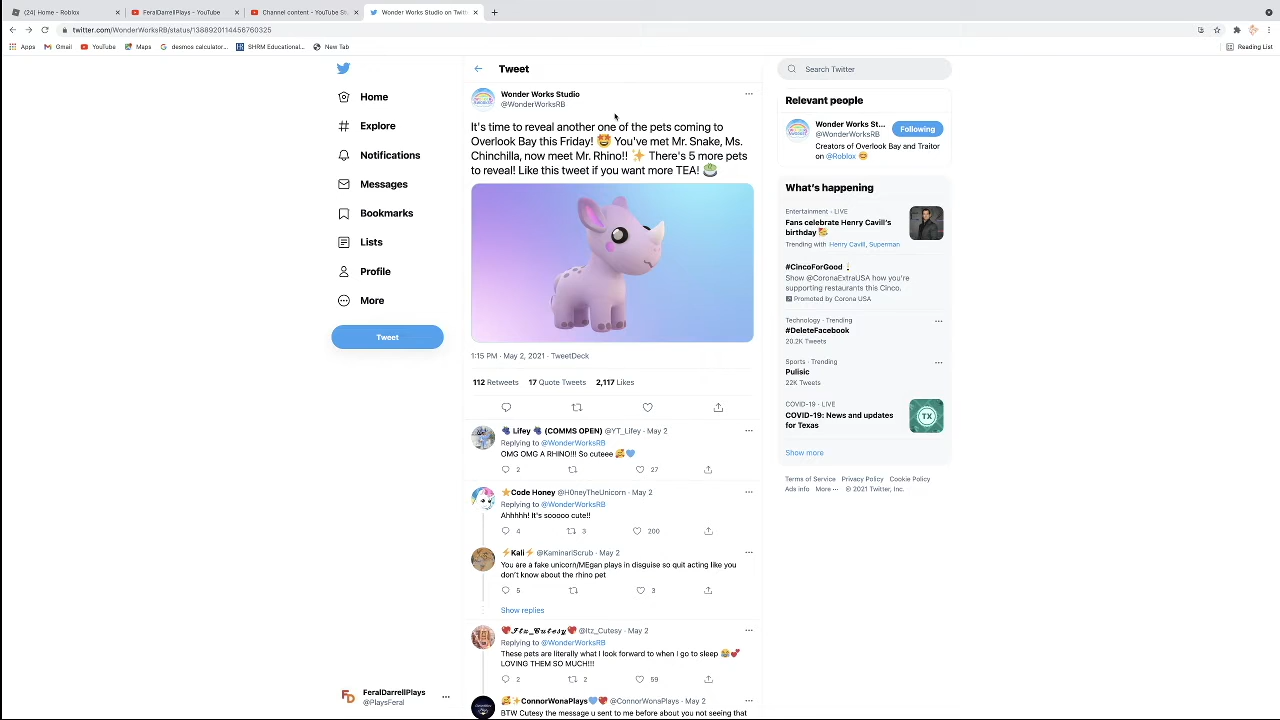 (24) Home - Roblox
FeralDarrellPlays - YouTube
Channel content - YouTube St
Wonder Works Studio on Twitt
twitter.com/WonderWorksRB/status/1388920114456760325
Apps
Gmail
YouTube
Maps
desmos calculator...
SHRM Educational...
New Tab
Reading List
Home
Explore
Notifications
Messages
Bookmarks
Lists
Profile
More
Tweet
FeralDarrellPlays
@PlaysFeral
Tweet
Wonder Works Studio
@WonderWorksRB
It's time to reveal another one of the pets coming to
Overlook Bay this Friday! 🤩 You've met Mr. Snake, Ms.
Chinchilla, now meet Mr. Rhino!! ✨ There's 5 more pets
to reveal! Like this tweet if you want more TEA! 🍵
1:15 PM · May 2, 2021 · TweetDeck
112 Retweets 17 Quote Tweets 2,117 Likes
🍇 Lifey 🍇 (COMMS OPEN) @YT_Lifey · May 2
Replying to @WonderWorksRB
OMG OMG A RHINO!!! So cuteee 🥰💙
2 27
⭐Code Honey @H0neyTheUnicorn · May 2
Replying to @WonderWorksRB
Ahhhhh! It's sooooo cute!!
4 3 200
⚡Kali⚡ @KaminariScrub · May 2
You are a fake unicorn/MEgan plays in disguise so quit acting like you
don't know about the rhino pet
5 3
Show replies
❤️𝓘𝓽𝔃_𝓒𝓾𝓽𝓮𝓼𝔂❤️ @Itz_Cutesy · May 2
Replying to @WonderWorksRB
These pets are literally what I look forward to when I go to sleep 😂💕
LOVING THEM SO MUCH!!!
2 2 59
🥰✨ConnorWonaPlays💙❤️ @ConnorWonaPlays · May 2
BTW Cutesy the message u sent to me before about you not seeing that
Search Twitter
Relevant people
Wonder Works St...
@WonderWorksRB
Following
Creators of Overlook Bay and Traitor
on @Roblox 😊
What's happening
Entertainment · LIVE
Fans celebrate Henry Cavill's
birthday 🥳
Trending with Henry Cavill, Superman
#CincoForGood
Show @CoronaExtraUSA how you're
supporting restaurants this Cinco.
Promoted by Corona USA
Technology · Trending
#DeleteFacebook
20.2K Tweets
Sports · Trending
Pulisic
22K Tweets
COVID-19 · LIVE
COVID-19: News and updates
for Texas
TX
Show more
Terms of Service Privacy Policy Cookie Policy
Ads info More ··· © 2021 Twitter, Inc.